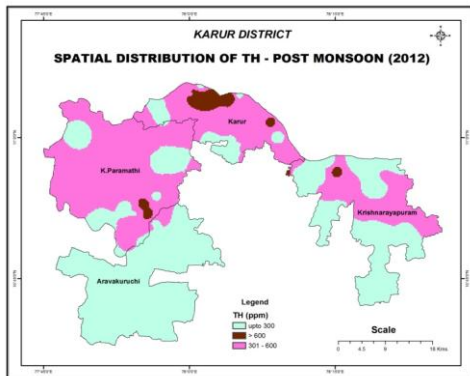 KARUR DISTRICT
SPATIAL DISTRIBUTION OF TH - POST MONSOON (2012)
Karur
K.Paramathi
Krishnarayapuram
Aravakuruchi
Legend
TH (ppm)
upto 300
> 600
301 - 600
Scale
0 4.5 9 18 Kms